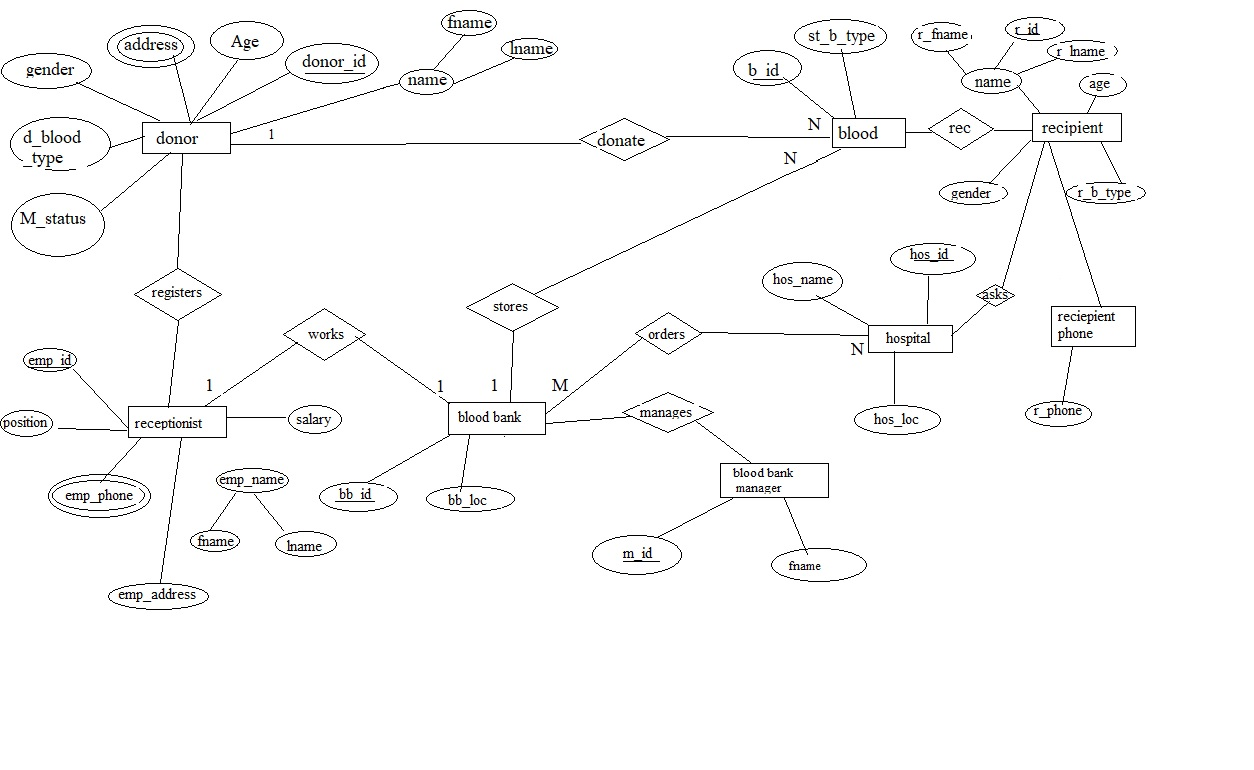 fname
st_b_type
r_id
r_fname
address
Age
lname
r_lname
gender
donor_id
b_id
name
name
age
1
N
donor
blood
rec
recipient
d_blood
_type
donate
N
gender
r_b_type
M_status
hos_id
hos_name
registers
asks
stores
reciepient
phone
works
orders
hospital
N
emp_id
1
1
1
M
r_phone
position
receptionist
salary
blood bank
manages
hos_loc
blood bank
manager
emp_name
emp_phone
bb_id
bb_loc
fname
lname
m_id
fname
emp_address